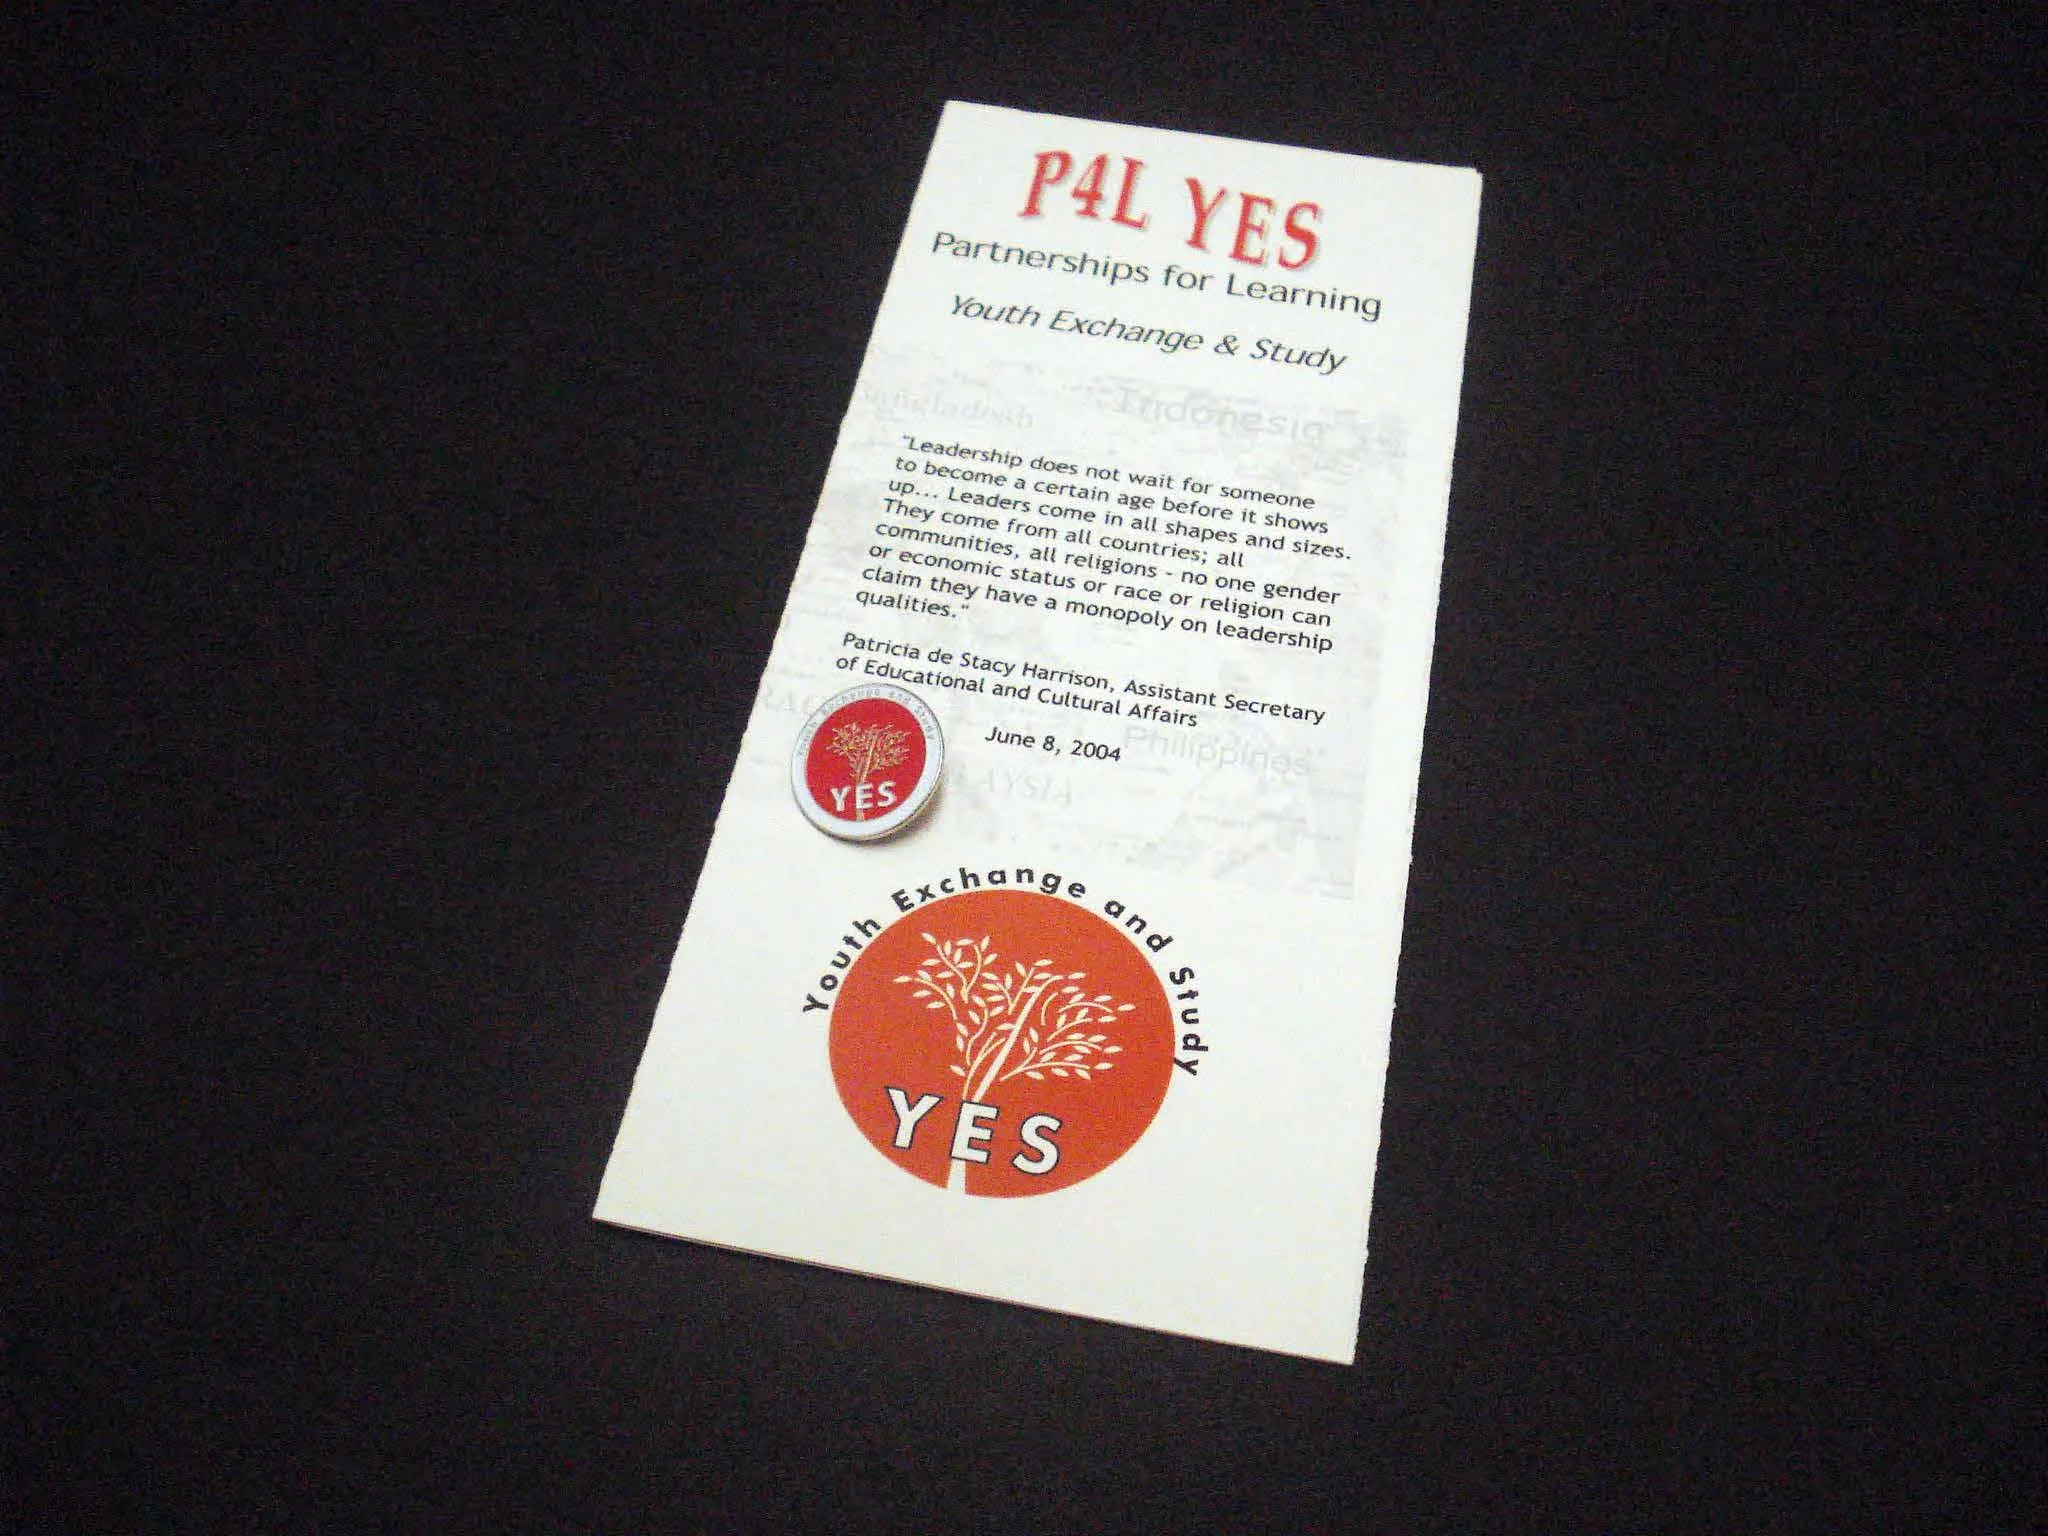 P4L YES
Partnerships for Learning
Youth Exchange & Study
Indonesia
"Leadership does not wait for someone
to become a certain age before it shows
up... Leaders come in all shapes and sizes.
They come from all countries; all
communities, all religions - no one gender
or economic status or race or religion can
claim they have a monopoly on leadership
qualities."
Patricia de Stacy Harrison, Assistant Secretary
of Educational and Cultural Affairs
June 8, 2004
Philippines
Youth Exchange and Study
YES
Youth Exchange and Study
YES